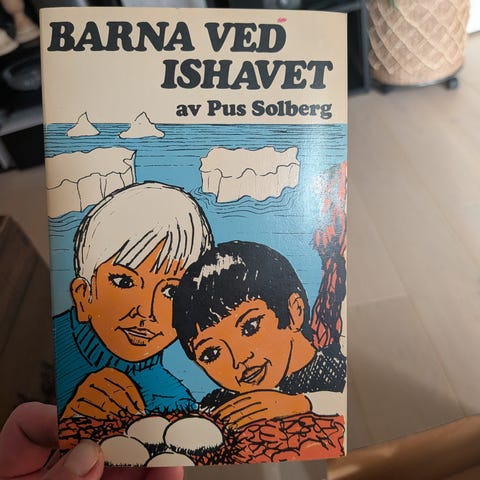 BARNA VED
ISHAVET
av Pus Solberg